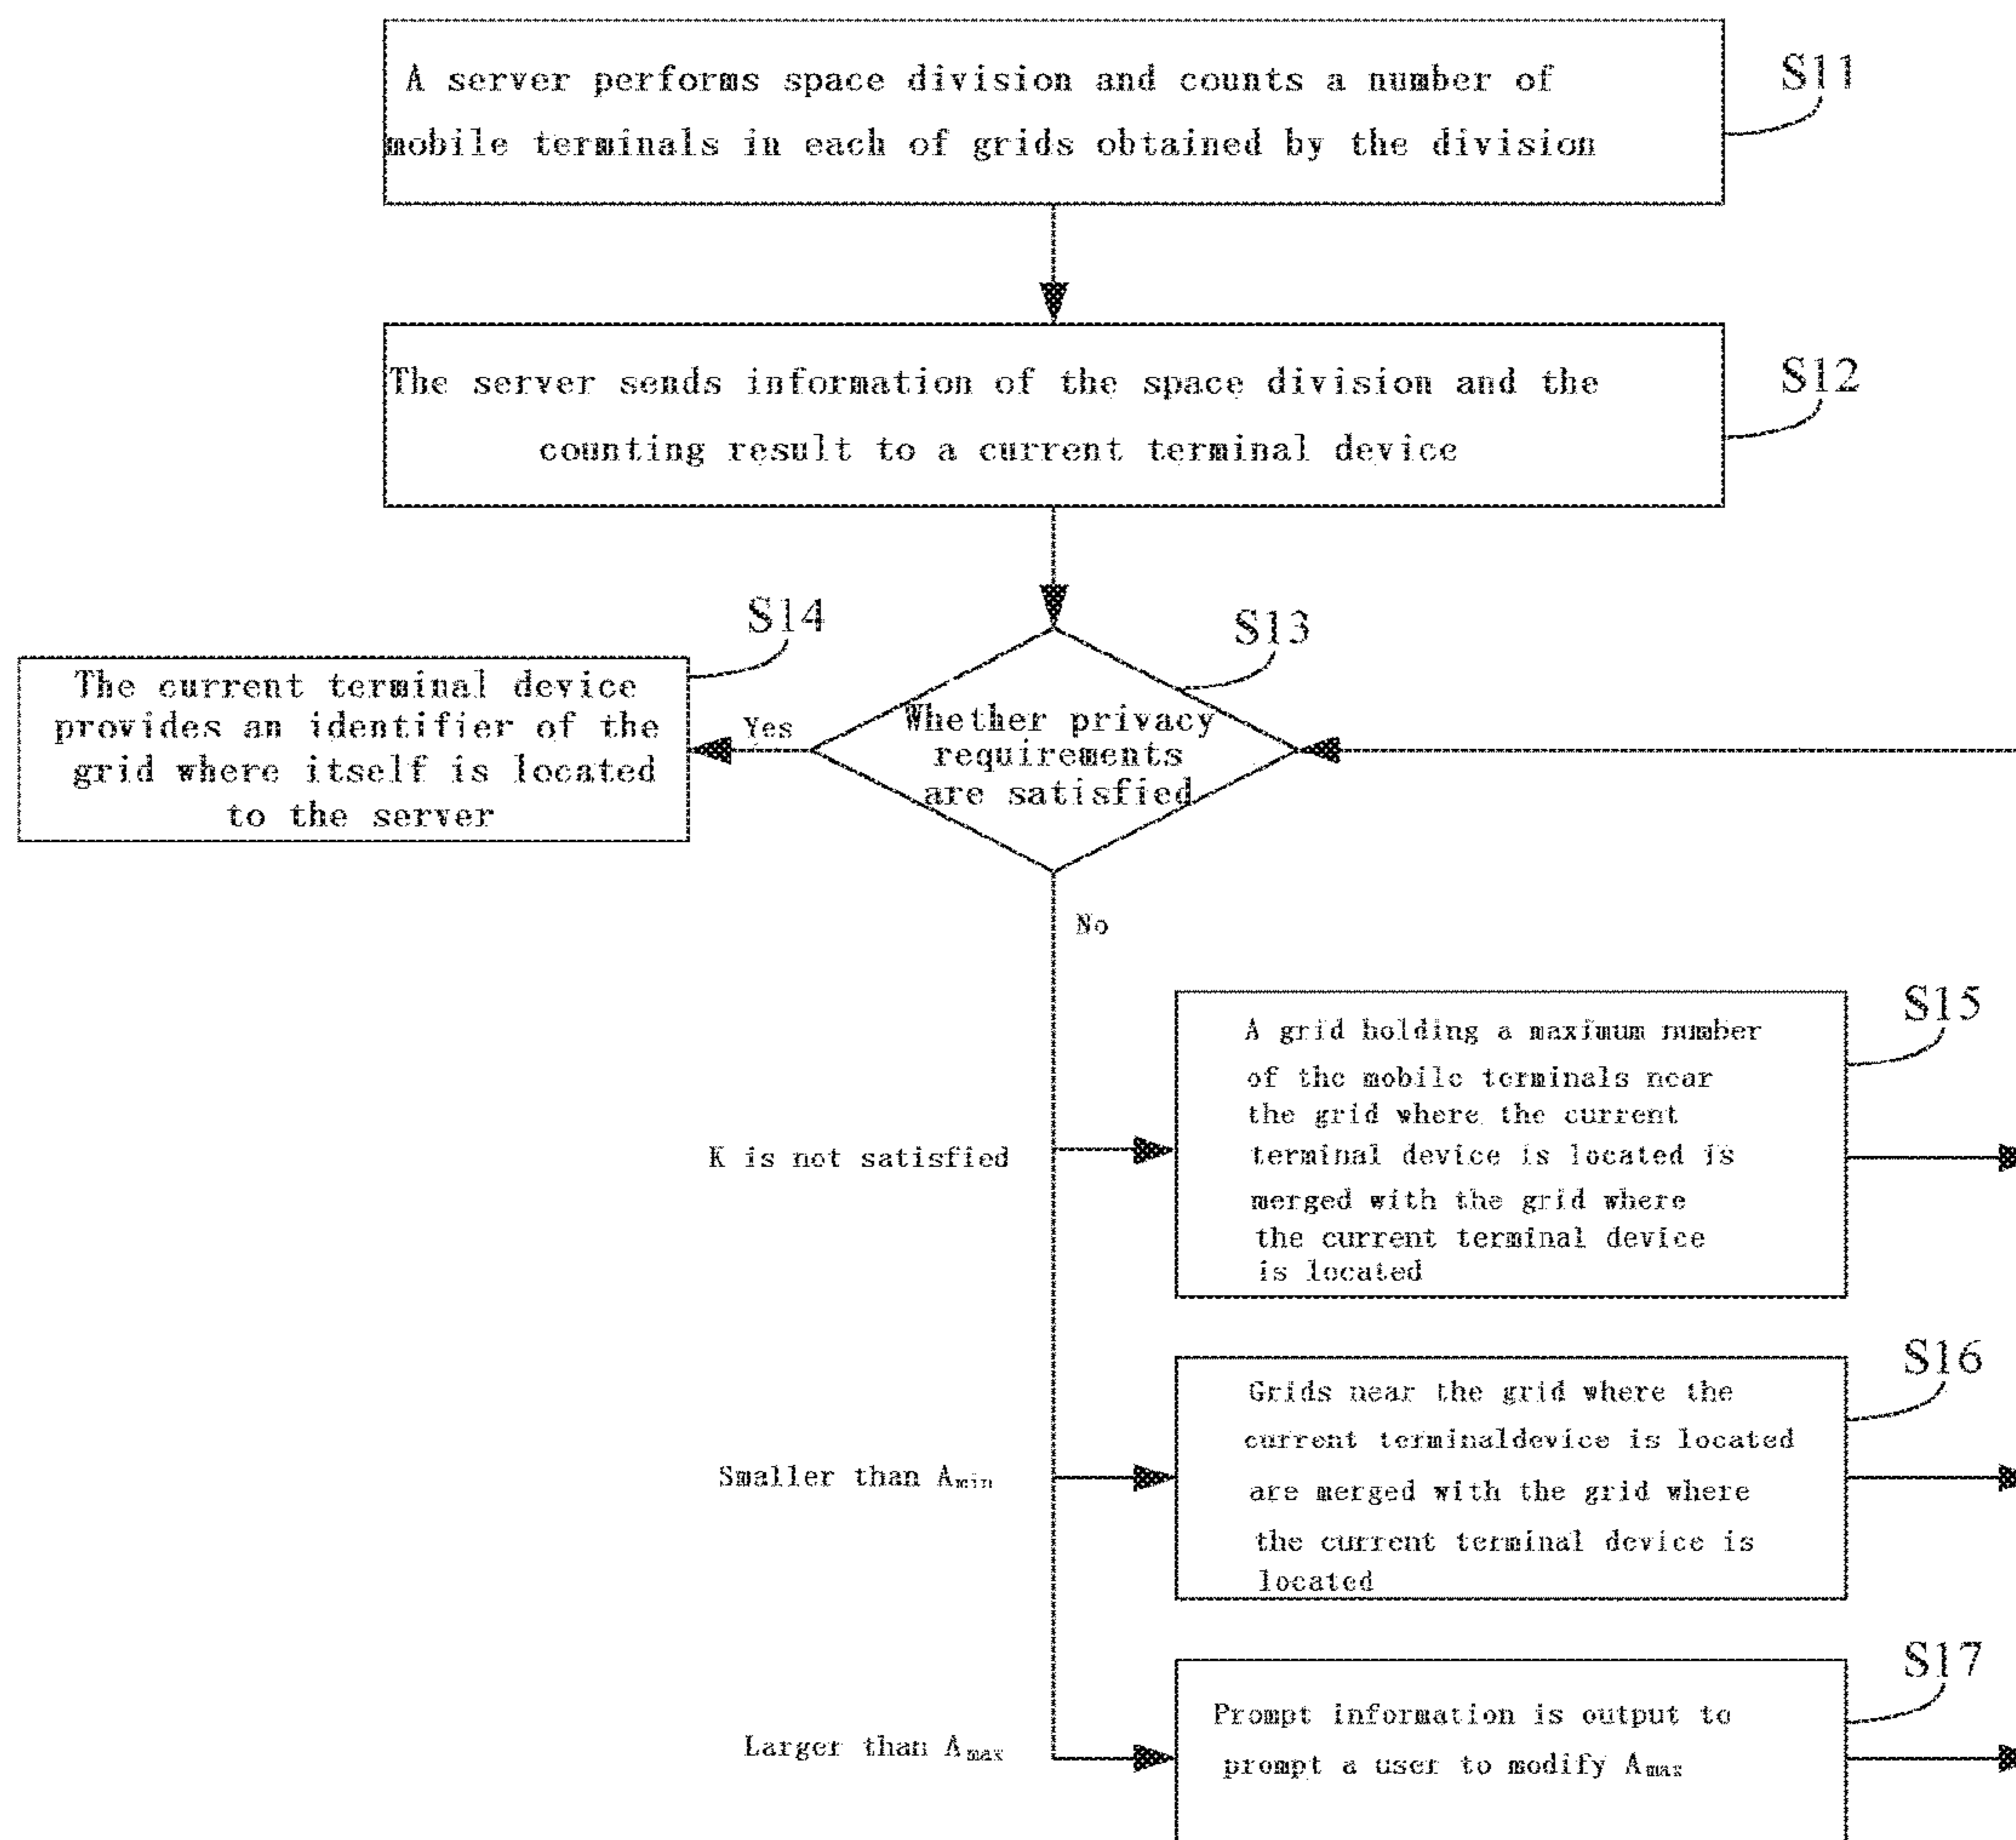 A server performs space division and counts a number of
mobile terminals in each of grids obtained by the division
S11
The server sends information of the space division and the
counting result to a current terminal device
S12
S14
The current terminal device
provides an identifier of the
grid where itself is located
to the server
Yes
S13
Whether privacy
requirements
are satisfied
No
K is not satisfied
S15
A grid holding a maximum number
of the mobile terminals near
the grid where the current
terminal device is located is
merged with the grid where
the current terminal device
is located
Smaller than Amin
S16
Grids near the grid where the
current terminaldevice is located
are merged with the grid where
the current terminal device is
located
Larger than Amax
S17
Prompt information is output to
prompt a user to modify Amax